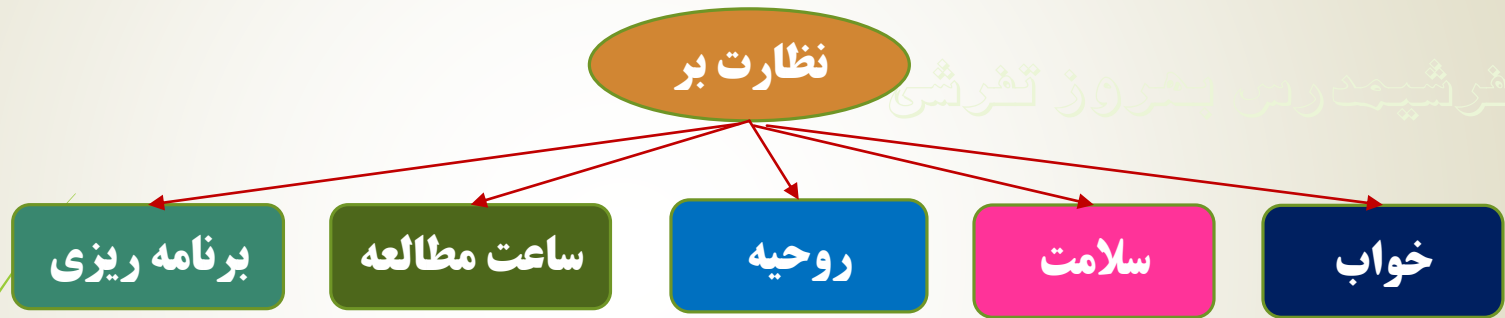 نظارت بر
خواب
سلامت
روحیه
ساعت مطالعه
برنامه ریزی